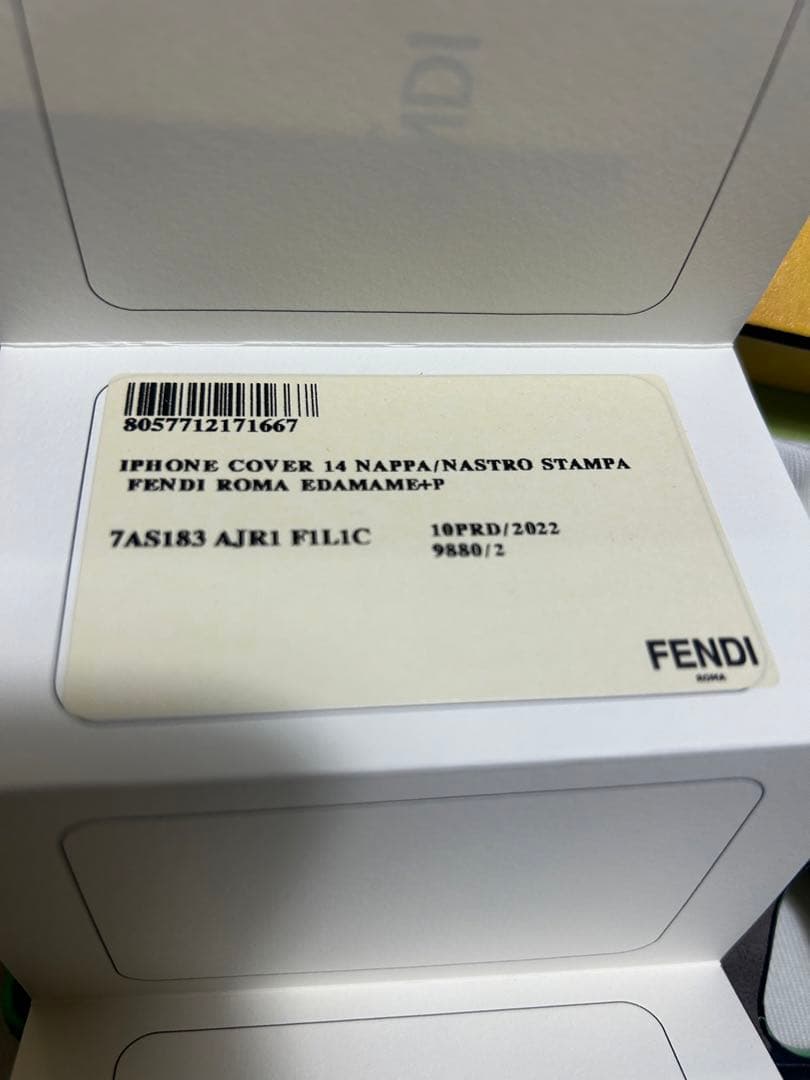 8057712171667
IPHONE COVER 14 NAPPA/NASTRO STAMPA
FENDI ROMA EDAMAME+P
7AS183 AJR1 F1L1C
10PRD/2022
9880/2
FENDI
ROMA